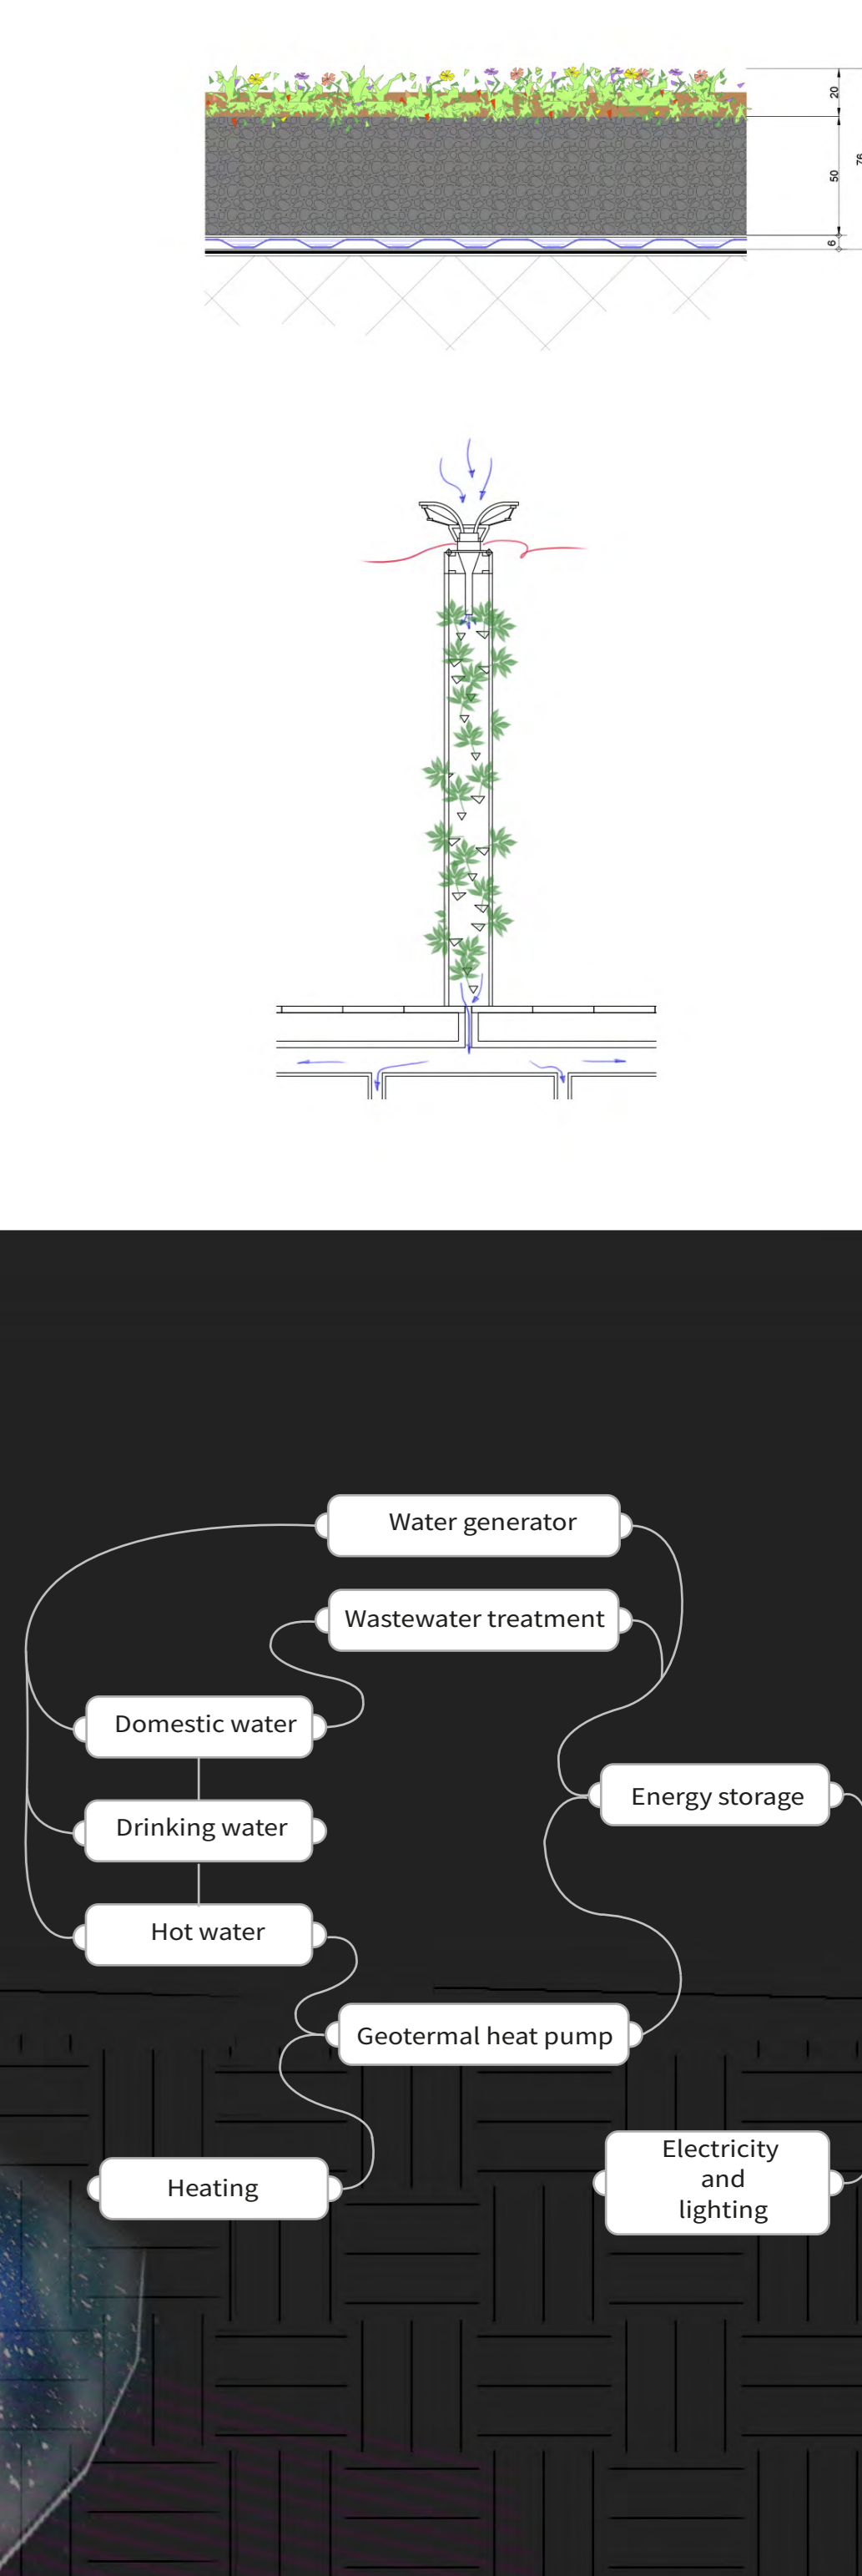 20
50
76
6
Water generator
Wastewater treatment
Domestic water
Energy storage
Drinking water
Hot water
Geotermal heat pump
Electricity
and
lighting
Heating